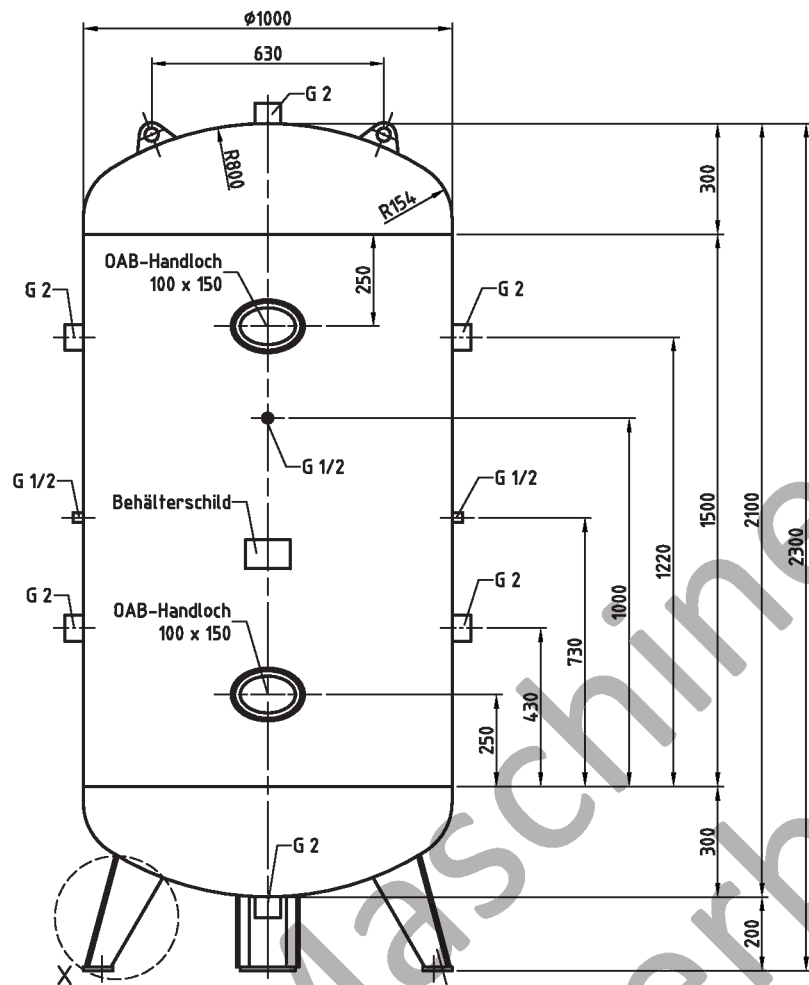 Ø1000
630
G 2
R800
R154
300
OAB-Handloch
100 x 150
250
G 2
G 2
G 1/2
G 1/2
G 1/2
Behälterschild
1500
2100
2300
1220
1000
730
G 2
G 2
OAB-Handloch
100 x 150
430
250
G 2
300
200
X
Maschine